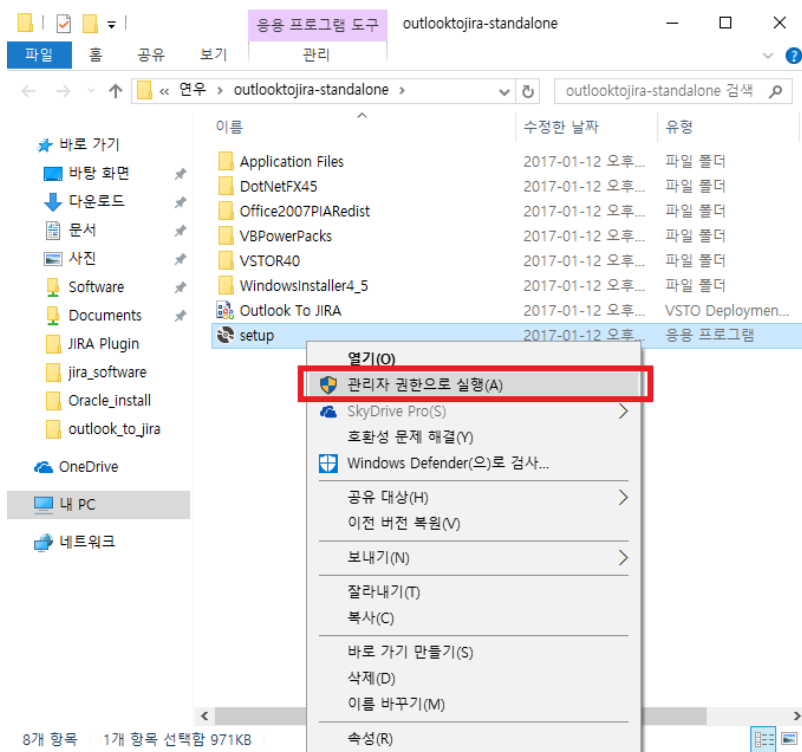 응용 프로그램 도구
outlooktojira-standalone
파일
홈
공유
보기
관리
« 연우 › outlooktojira-standalone ›
outlooktojira-standalone 검색
이름
수정한 날짜
유형
바로 가기
바탕 화면
다운로드
문서
사진
Software
Documents
JIRA Plugin
jira_software
Oracle_install
outlook_to_jira
OneDrive
내 PC
네트워크
Application Files 2017-01-12 오후... 파일 폴더
DotNetFX45 2017-01-12 오후... 파일 폴더
Office2007PIARedist 2017-01-12 오후... 파일 폴더
VBPowerPacks 2017-01-12 오후... 파일 폴더
VSTOR40 2017-01-12 오후... 파일 폴더
WindowsInstaller4_5 2017-01-12 오후... 파일 폴더
Outlook To JIRA 2017-01-12 오후... VSTO Deploymen...
setup 2017-01-12 오후... 응용 프로그램
열기(O)
관리자 권한으로 실행(A)
SkyDrive Pro(S)
호환성 문제 해결(Y)
Windows Defender(으)로 검사...
공유 대상(H)
이전 버전 복원(V)
보내기(N)
잘라내기(T)
복사(C)
바로 가기 만들기(S)
삭제(D)
이름 바꾸기(M)
속성(R)
8개 항목
1개 항목 선택함 971KB